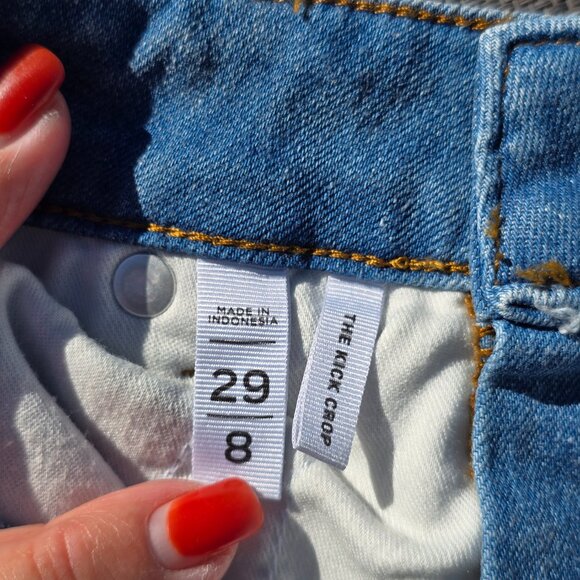 MADE IN
INDONESIA
29
8
THE KICK CROP